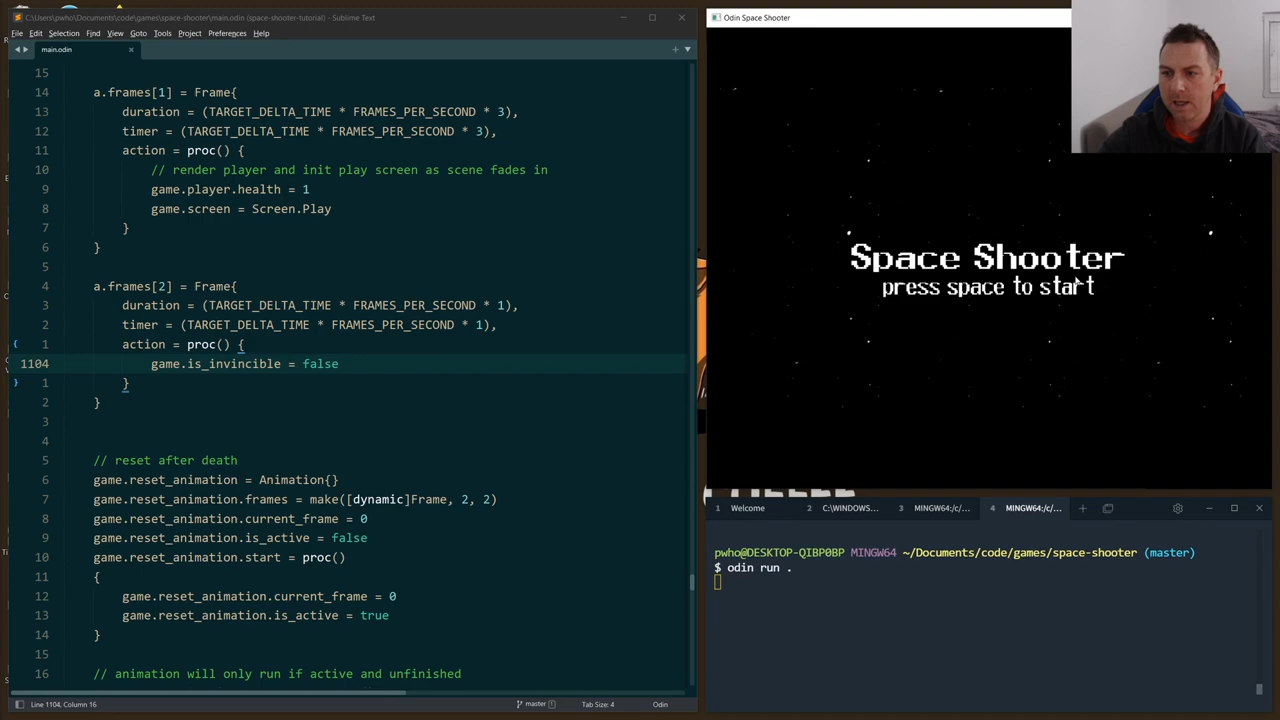 C:\Users\pwho\Documents\code\games\space-shooter\main.odin (space-shooter-tutorial) - Sublime Text
File Edit Selection Find View Goto Tools Project Preferences Help
main.odin
15
14 a.frames[1] = Frame{
13 duration = (TARGET_DELTA_TIME * FRAMES_PER_SECOND * 3),
12 timer = (TARGET_DELTA_TIME * FRAMES_PER_SECOND * 3),
11 action = proc() {
10 // render player and init play screen as scene fades in
9 game.player.health = 1
8 game.screen = Screen.Play
7 }
6 }
5
4 a.frames[2] = Frame{
3 duration = (TARGET_DELTA_TIME * FRAMES_PER_SECOND * 1),
2 timer = (TARGET_DELTA_TIME * FRAMES_PER_SECOND * 1),
1 action = proc() {
1104 game.is_invincible = false
1 }
2 }
3
4
5 // reset after death
6 game.reset_animation = Animation{}
7 game.reset_animation.frames = make([dynamic]Frame, 2, 2)
8 game.reset_animation.current_frame = 0
9 game.reset_animation.is_active = false
10 game.reset_animation.start = proc()
11 {
12 game.reset_animation.current_frame = 0
13 game.reset_animation.is_active = true
14 }
15
16 // animation will only run if active and unfinished
Line 1104, Column 16 master 1 Tab Size: 4 Odin
Odin Space Shooter
Space Shooter
press space to start
1 Welcome 2 C:\WINDOWS... 3 MINGW64:/c/... 4 MINGW64:/c/...
pwho@DESKTOP-QIBP0BP MINGW64 ~/Documents/code/games/space-shooter (master)
$ odin run .